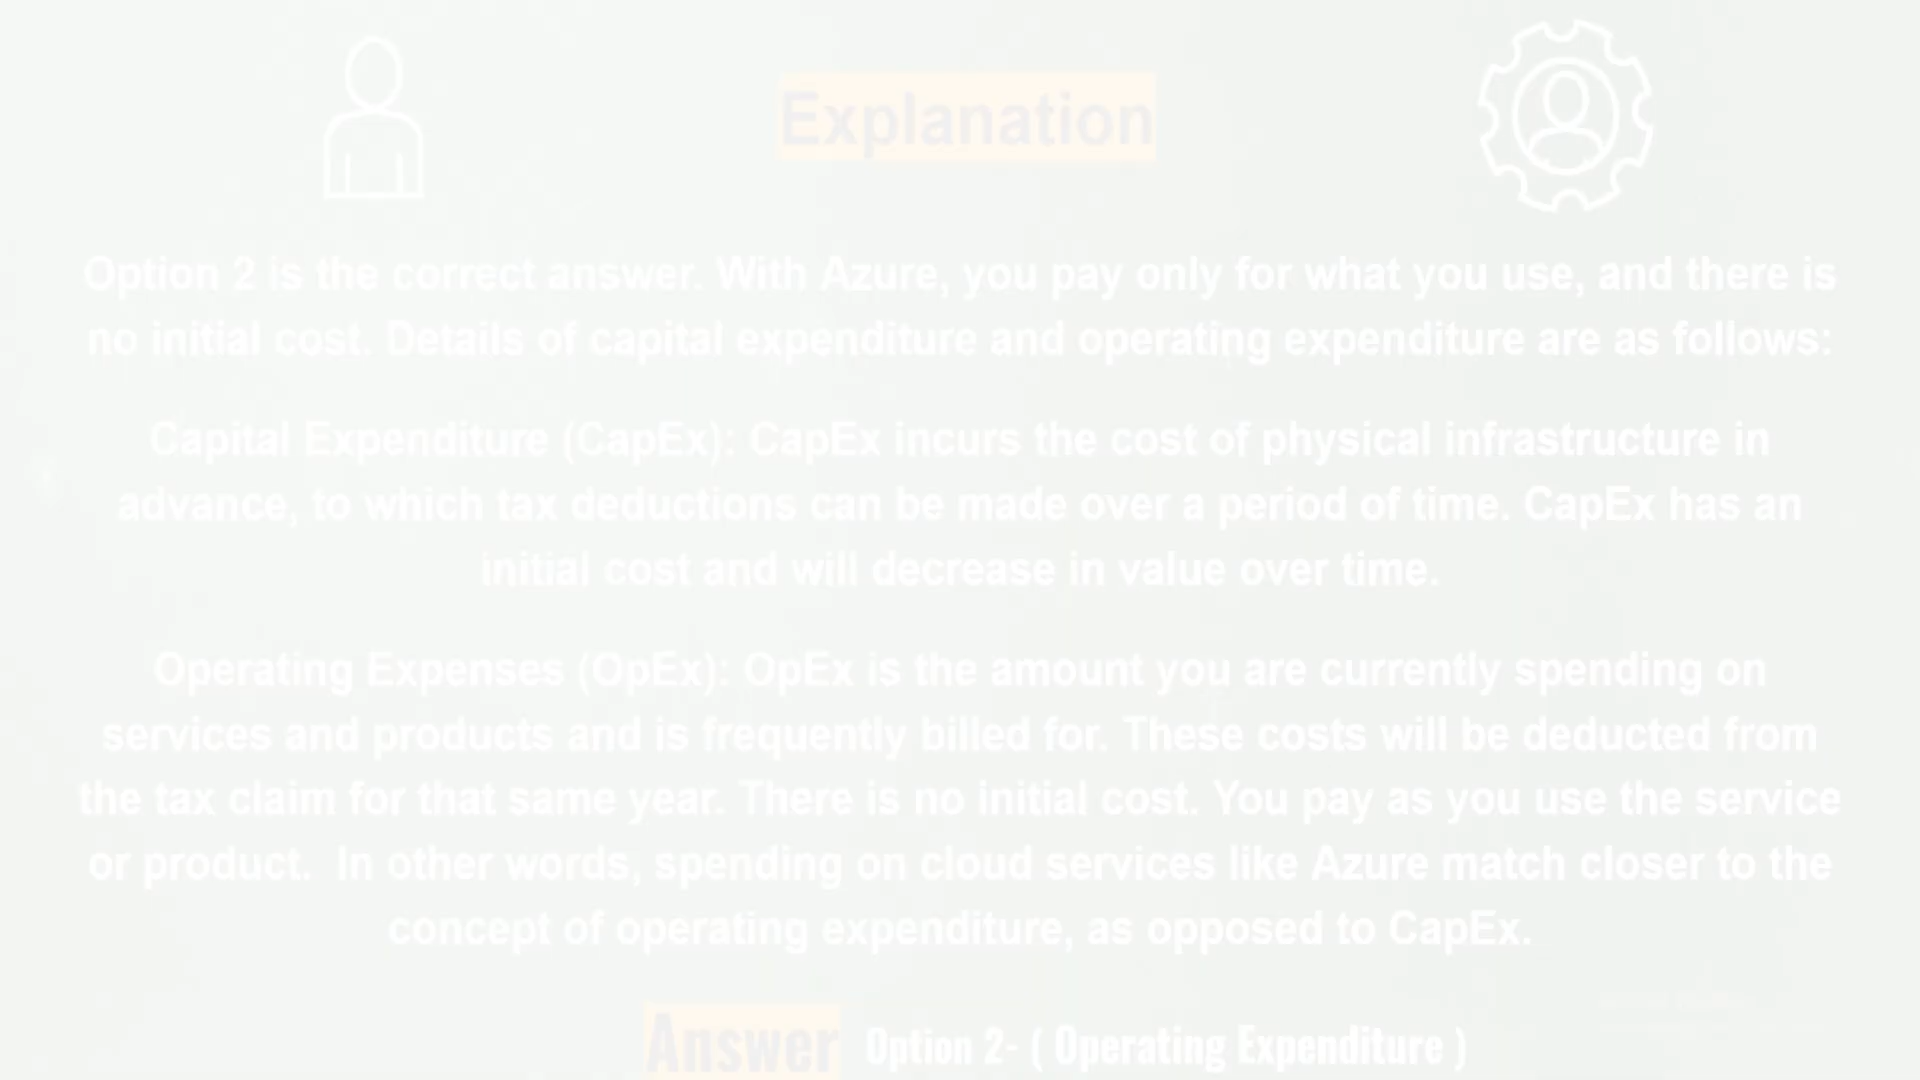 Explanation
Option 2 is the correct answer. With Azure, you pay only for what you use, and there is
no initial cost. Details of capital expenditure and operating expenditure are as follows:
Capital Expenditure (CapEx): CapEx incurs the cost of physical infrastructure in
advance, to which tax deductions can be made over a period of time. CapEx has an
initial cost and will decrease in value over time.
Operating Expenses (OpEx): OpEx is the amount you are currently spending on
services and products and is frequently billed for. These costs will be deducted from
the tax claim for that same year. There is no initial cost. You pay as you use the service
or product. In other words, spending on cloud services like Azure match closer to the
concept of operating expenditure, as opposed to CapEx.
Answer Option 2- ( Operating Expenditure )